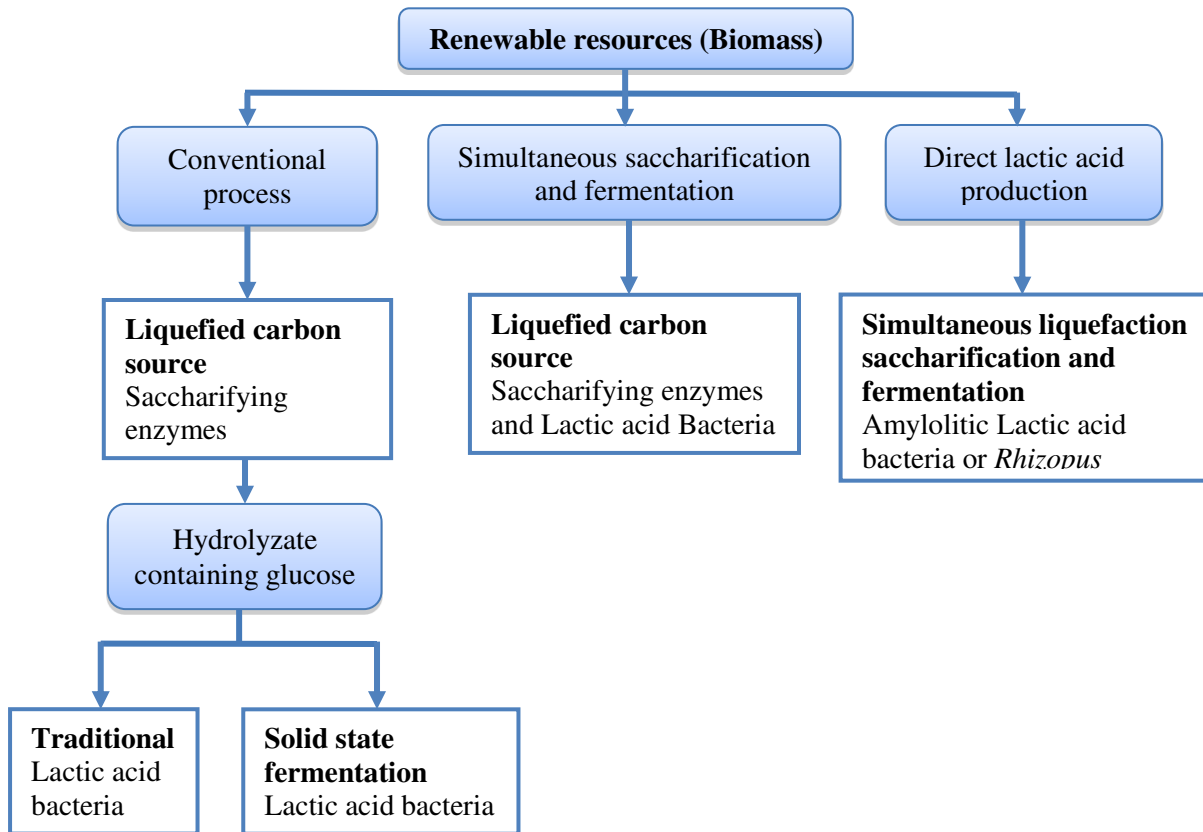 Renewable resources (Biomass)
Conventional
process
Simultaneous saccharification
and fermentation
Direct lactic acid
production
Liquefied carbon
source
Saccharifying
enzymes
Liquefied carbon
source
Saccharifying enzymes
and Lactic acid Bacteria
Simultaneous liquefaction
saccharification and
fermentation
Amylolitic Lactic acid
bacteria or Rhizopus
Hydrolyzate
containing glucose
Traditional
Lactic acid
bacteria
Solid state
fermentation
Lactic acid bacteria